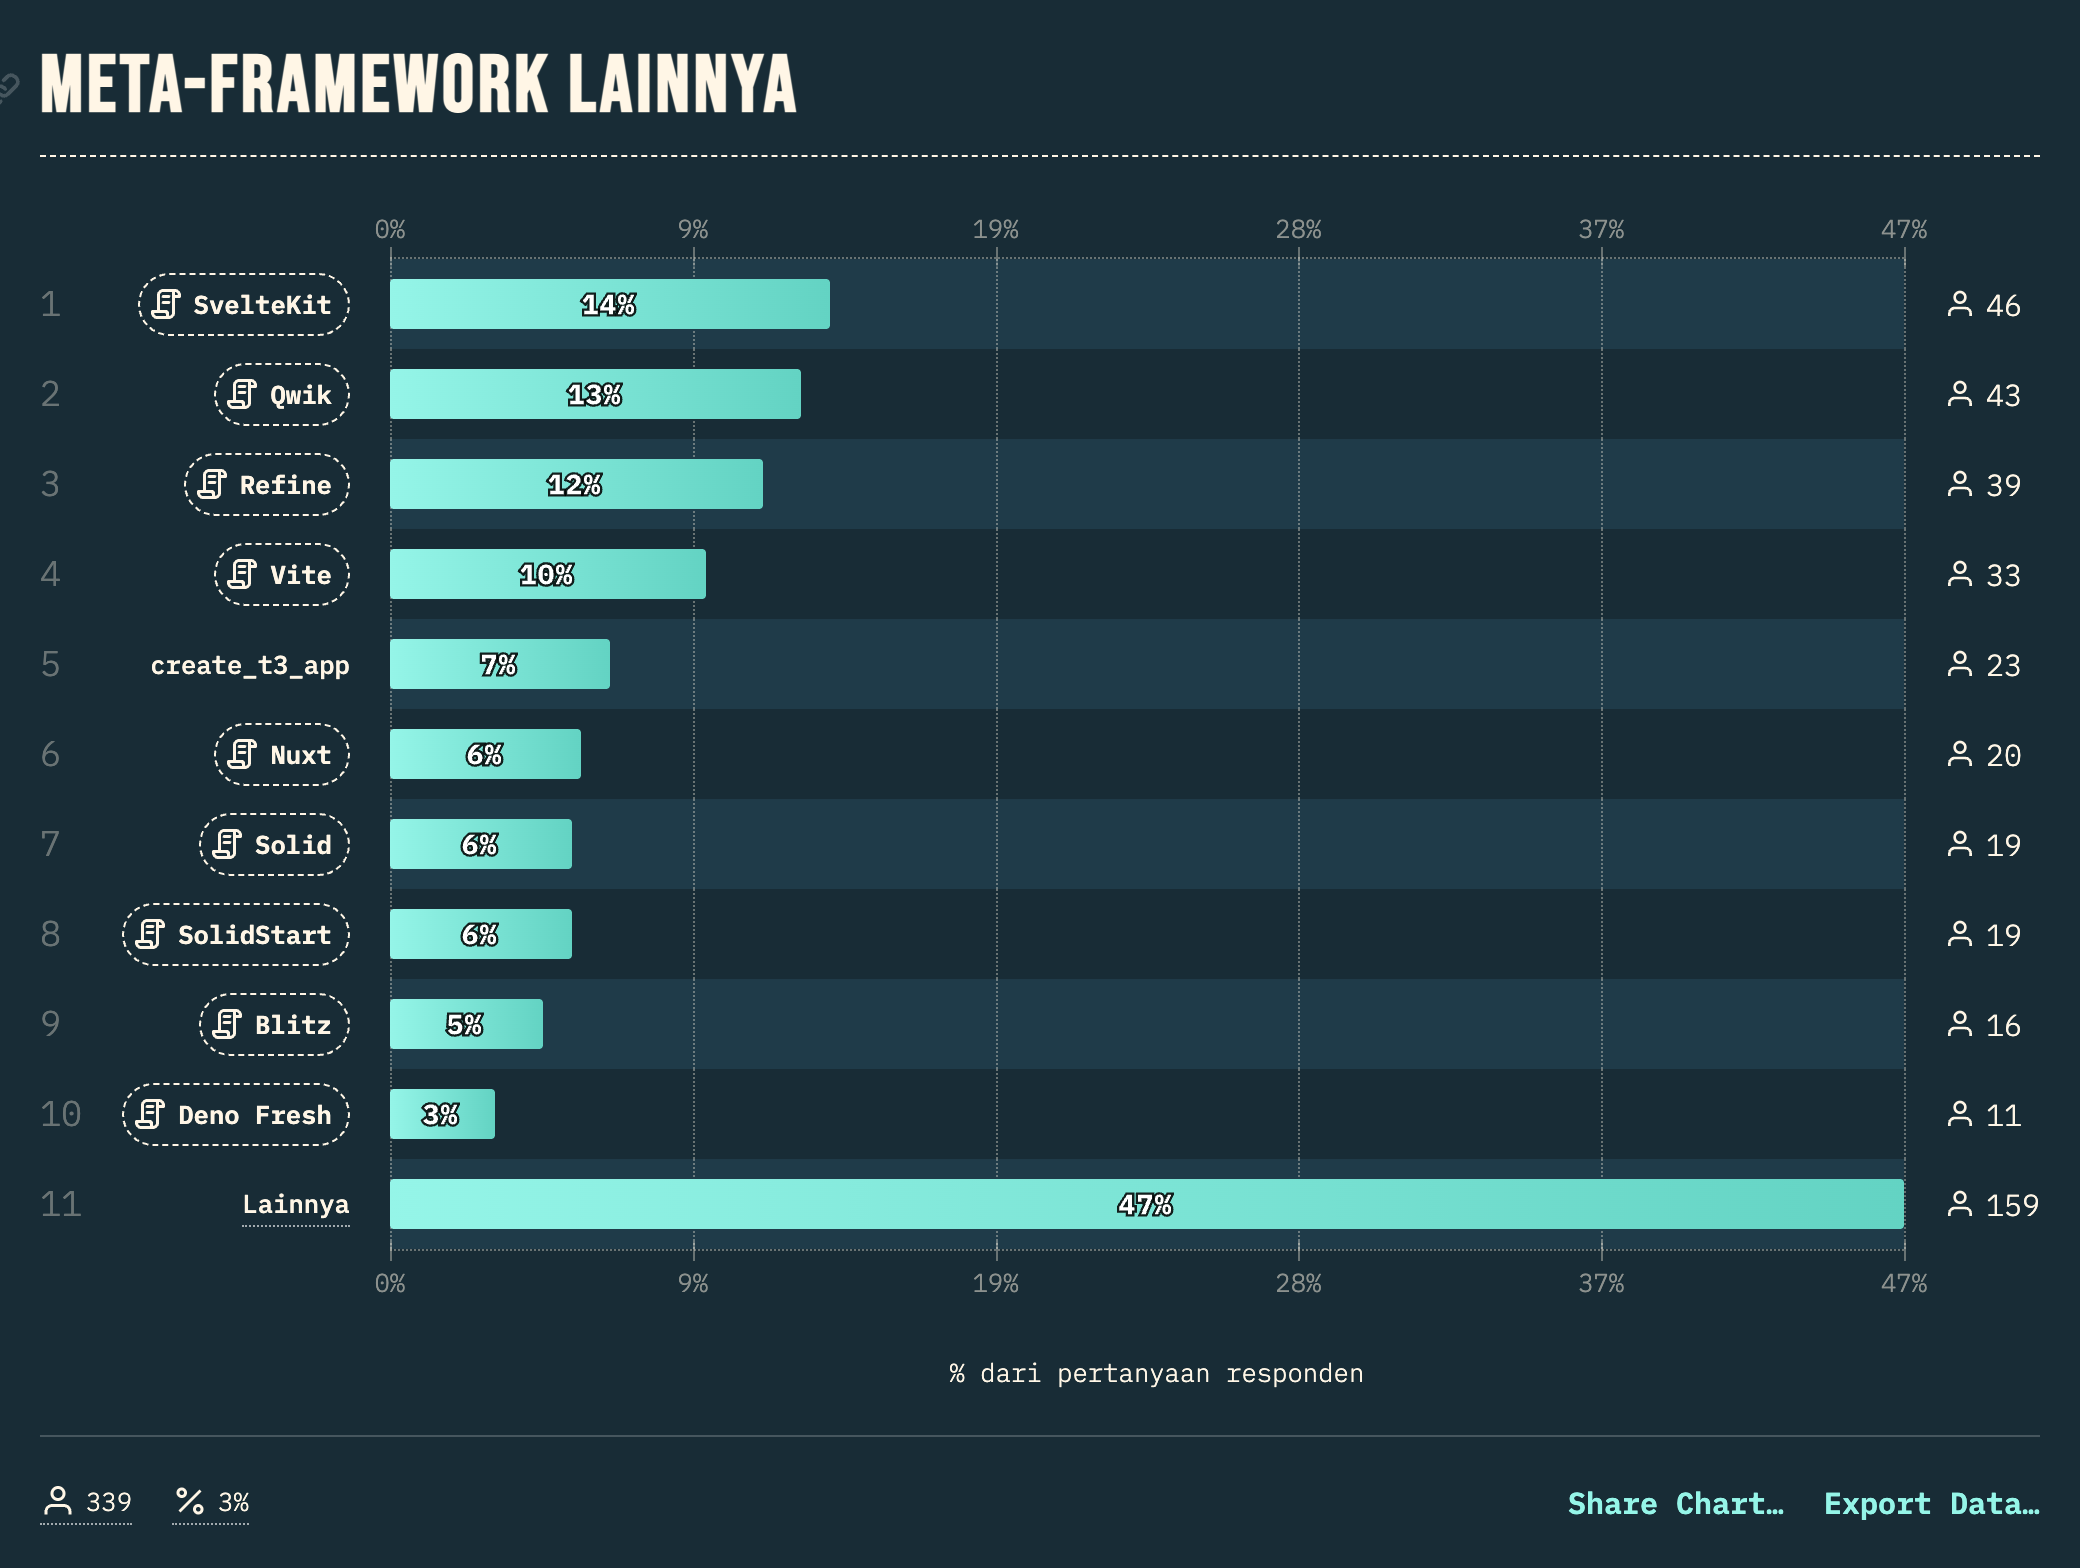 META-FRAMEWORK LAINNYA
0% 9% 19% 28% 37% 47%
1 SvelteKit 14% 46
2 Qwik 13% 43
3 Refine 12% 39
4 Vite 10% 33
5 create_t3_app 7% 23
6 Nuxt 6% 20
7 Solid 6% 19
8 SolidStart 6% 19
9 Blitz 5% 16
10 Deno Fresh 3% 11
11 Lainnya 47% 159
0% 9% 19% 28% 37% 47%
% dari pertanyaan responden
339 3% Share Chart… Export Data…